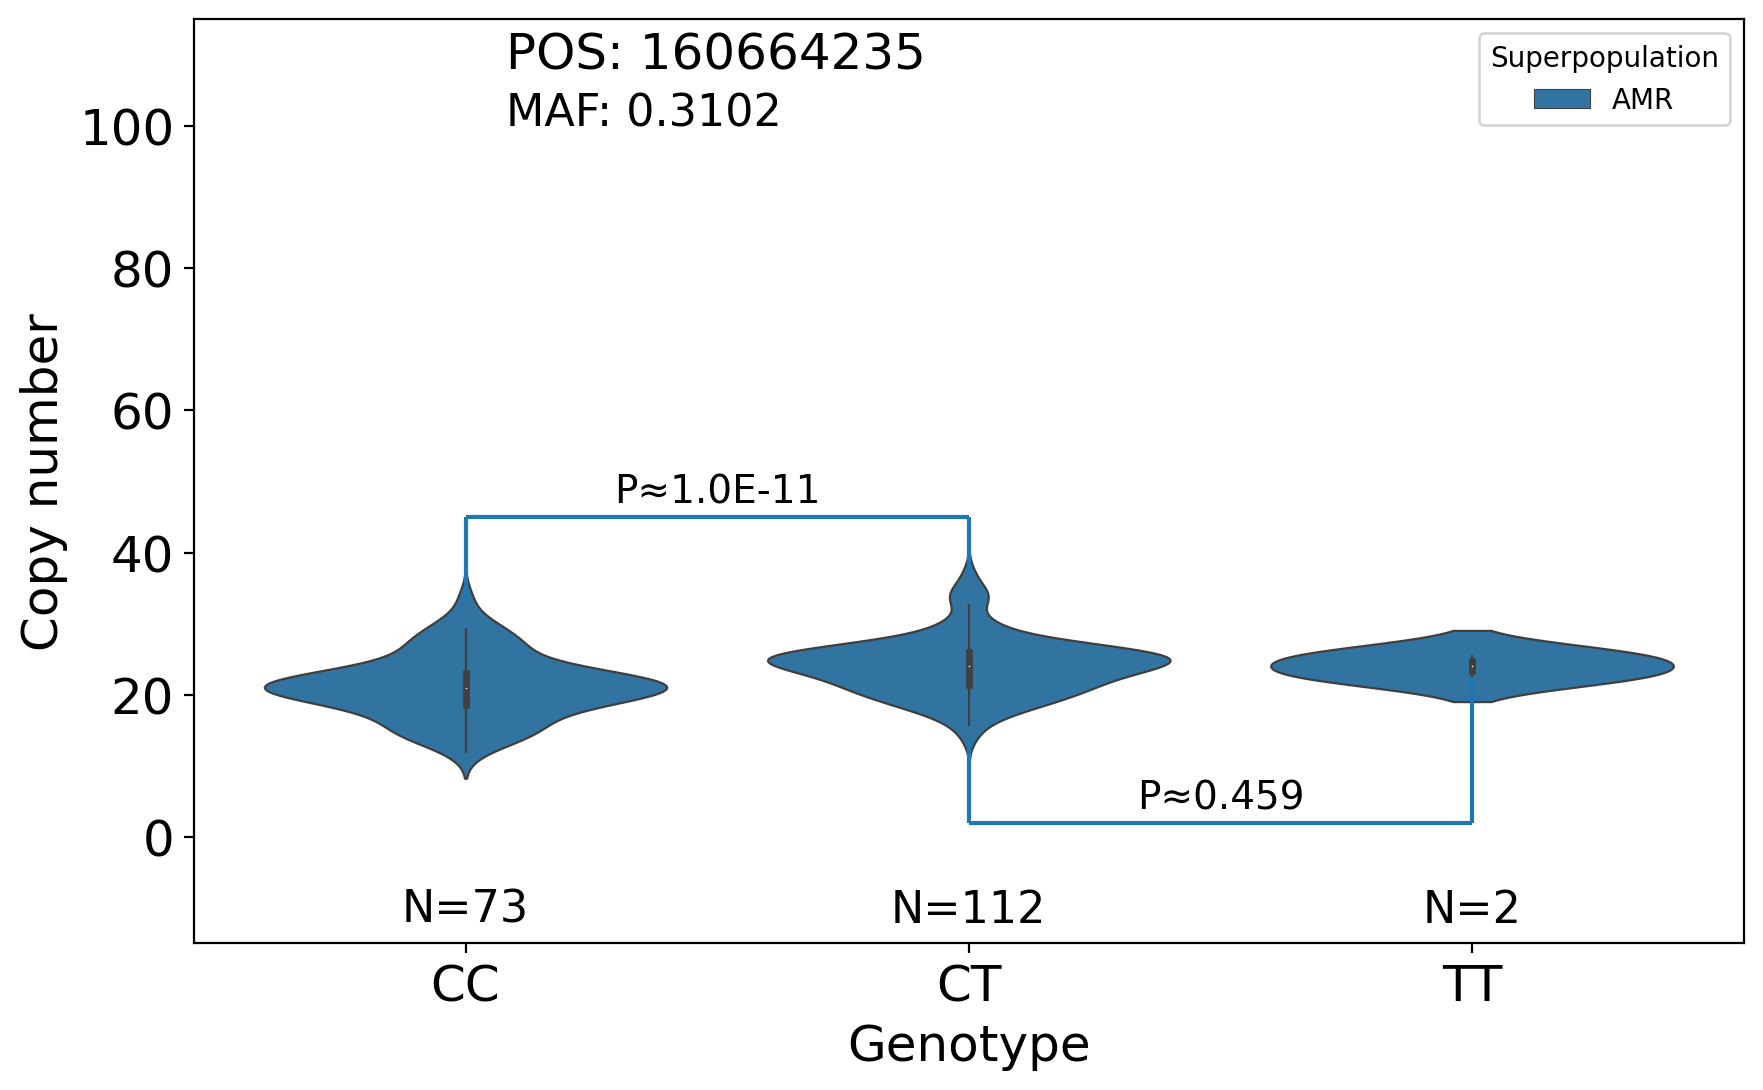 POS: 160664235
MAF: 0.3102
Superpopulation
AMR
100
80
60
40
20
0
Copy number
P≈1.0E-11
P≈0.459
N=73
N=112
N=2
CC
CT
TT
Genotype